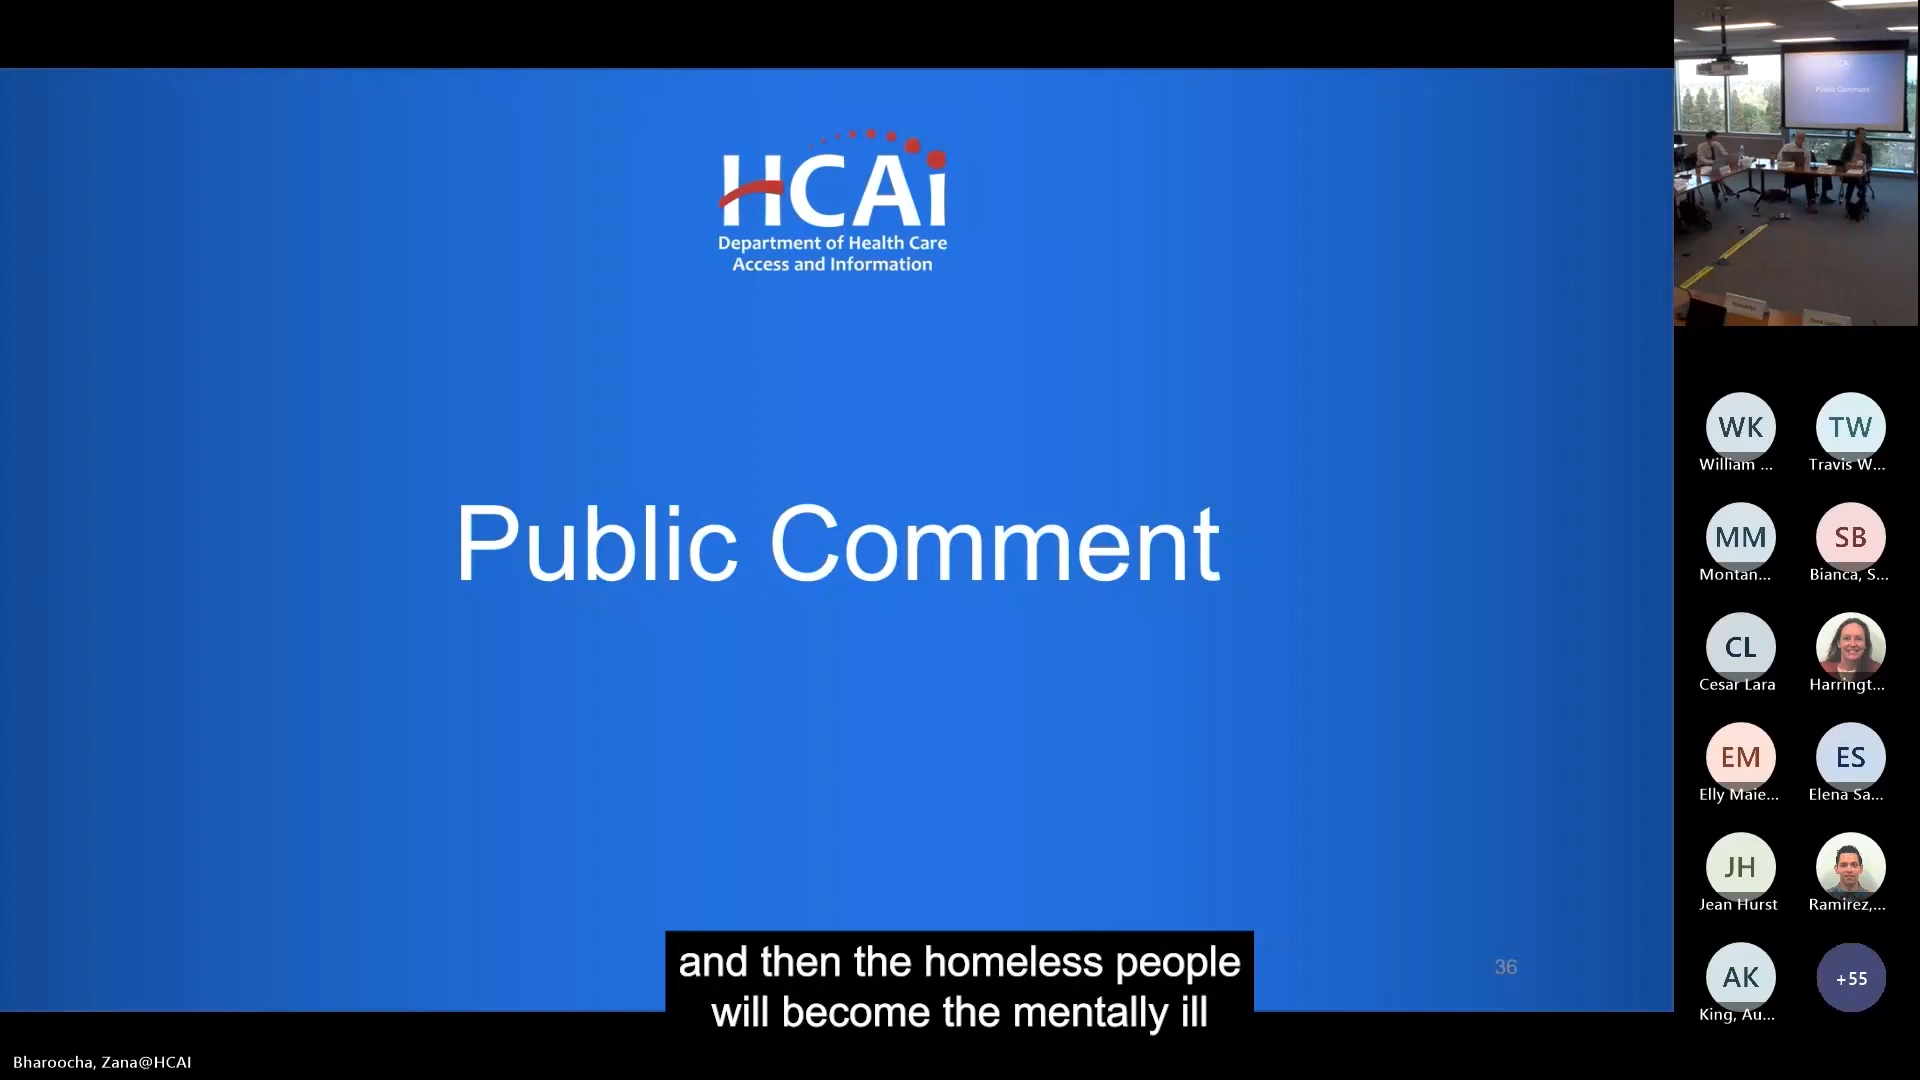 HCAi
Department of Health Care
Access and Information
Public Comment
and then the homeless people
will become the mentally ill
36
Bharoocha, Zana@HCAI
Public Comment
WK
William ...
TW
Travis W...
MM
Montan...
SB
Bianca, S...
CL
Cesar Lara
Harringt...
EM
Elly Maie...
ES
Elena Sa...
JH
Jean Hurst
Ramirez,...
AK
King, Au...
+55